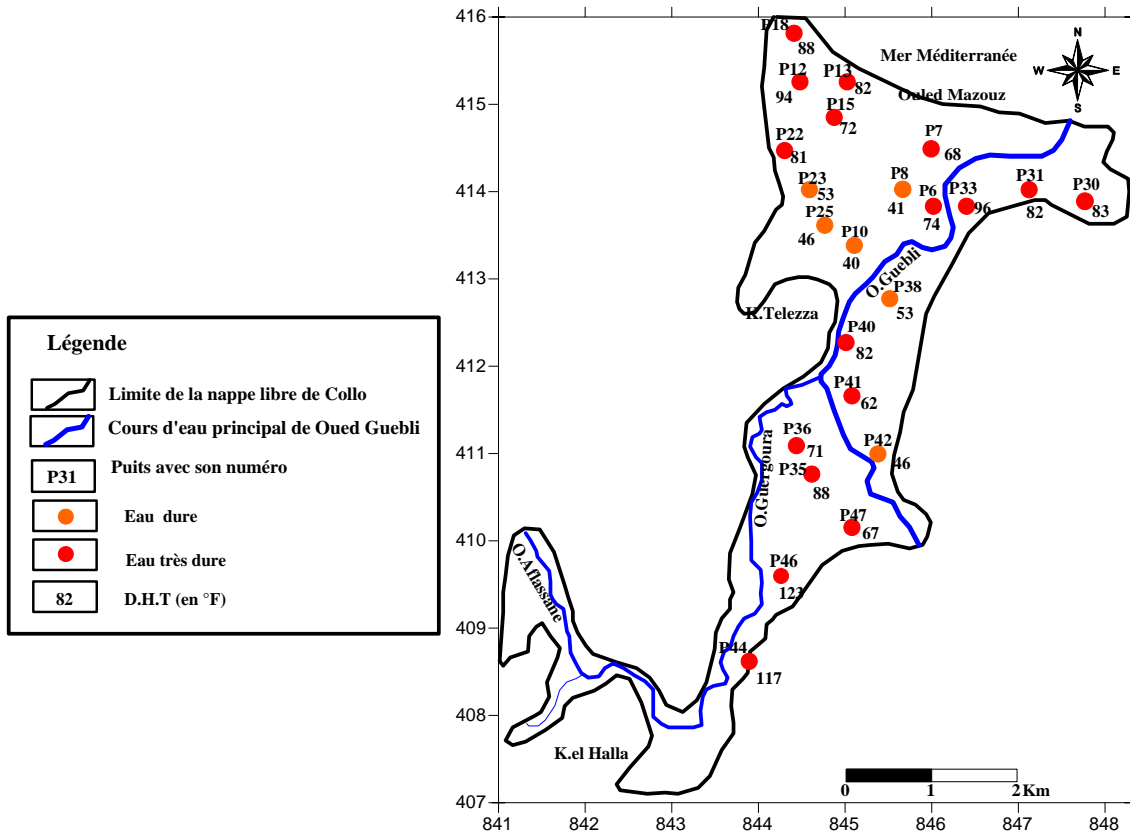 416
415
414
413
412
411
410
409
408
407
841
842
843
844
845
846
847
848
Mer Méditerranée
N
W
E
S
Ouled Mazouz
P18
88
P12
94
P13
82
P15
72
P22
81
P7
68
P23
53
P8
41
P6
74
P33
96
P31
82
P30
83
P25
46
P10
40
O.Guebli
P38
53
K.Telezza
P40
82
P41
62
P36
71
P35
88
P42
46
O.Guergoura
P47
67
P46
123
O.Aflassane
P44
117
K.el Halla
0
1
2 Km
Légende
Limite de la nappe libre de Collo
Cours d'eau principal de Oued Guebli
P31
Puits avec son numéro
Eau dure
Eau très dure
82
D.H.T (en °F)